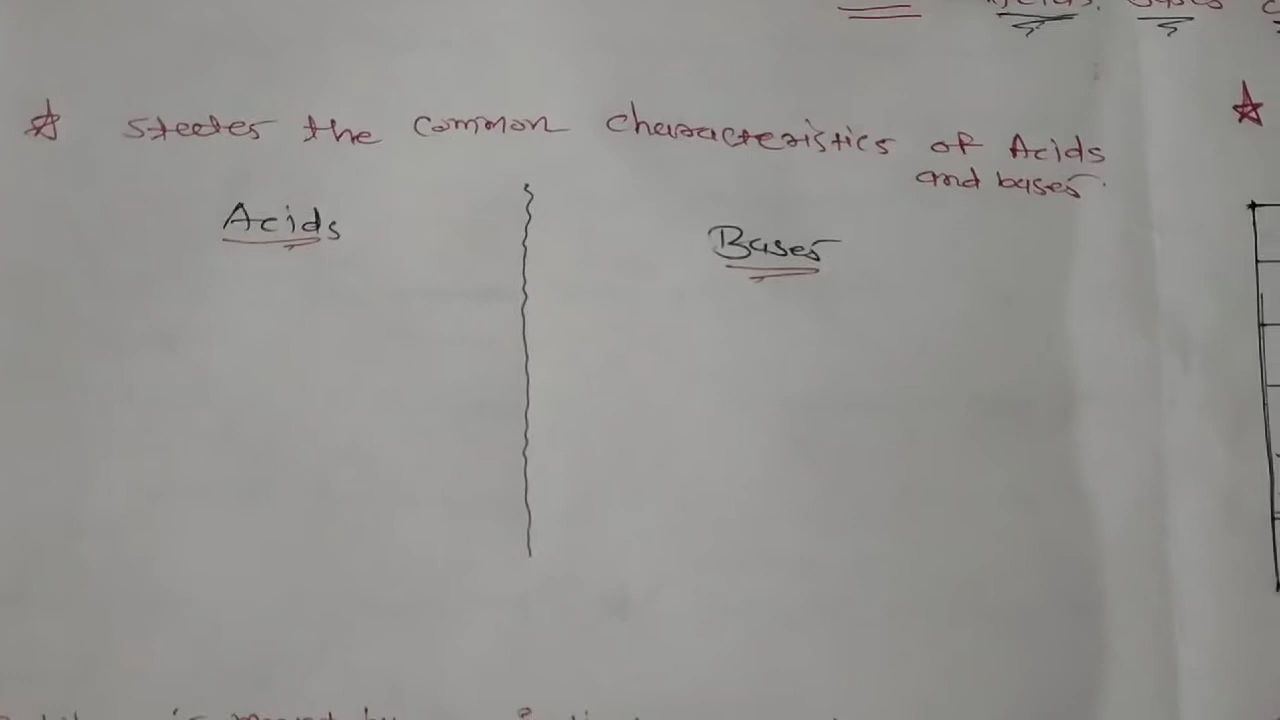 states the common characteristics of Acids
and bases.
Acids
Bases